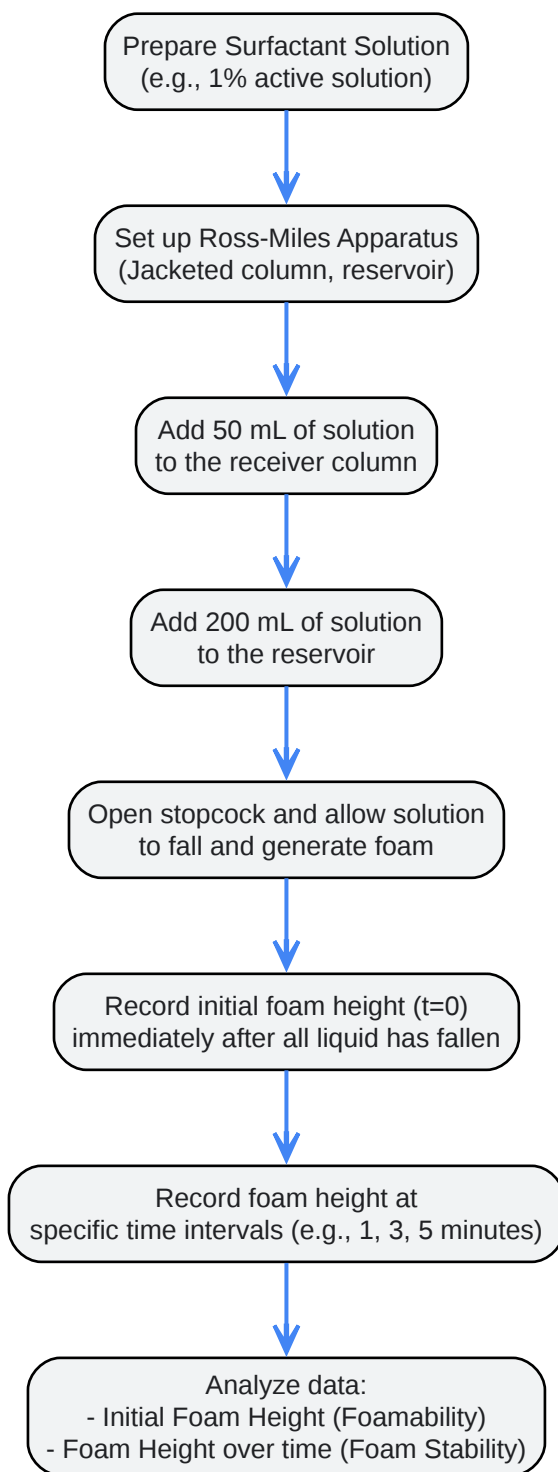 Prepare Surfactant Solution
(e.g., 1% active solution)
Set up Ross-Miles Apparatus
(Jacketed column, reservoir)
Add 50 mL of solution
to the receiver column
Add 200 mL of solution
to the reservoir
Open stopcock and allow solution
to fall and generate foam
Record initial foam height (t=0)
immediately after all liquid has fallen
Record foam height at
specific time intervals (e.g., 1, 3, 5 minutes)
Analyze data:
- Initial Foam Height (Foamability)
- Foam Height over time (Foam Stability)